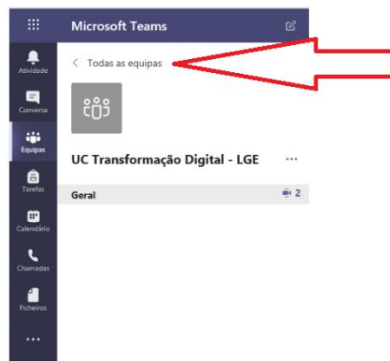 Microsoft Teams
Atividade
Conversa
Equipas
Tarefas
Calendário
Chamadas
Ficheiros
...
< Todas as equipas
UC Transformação Digital - LGE ...
Geral 2